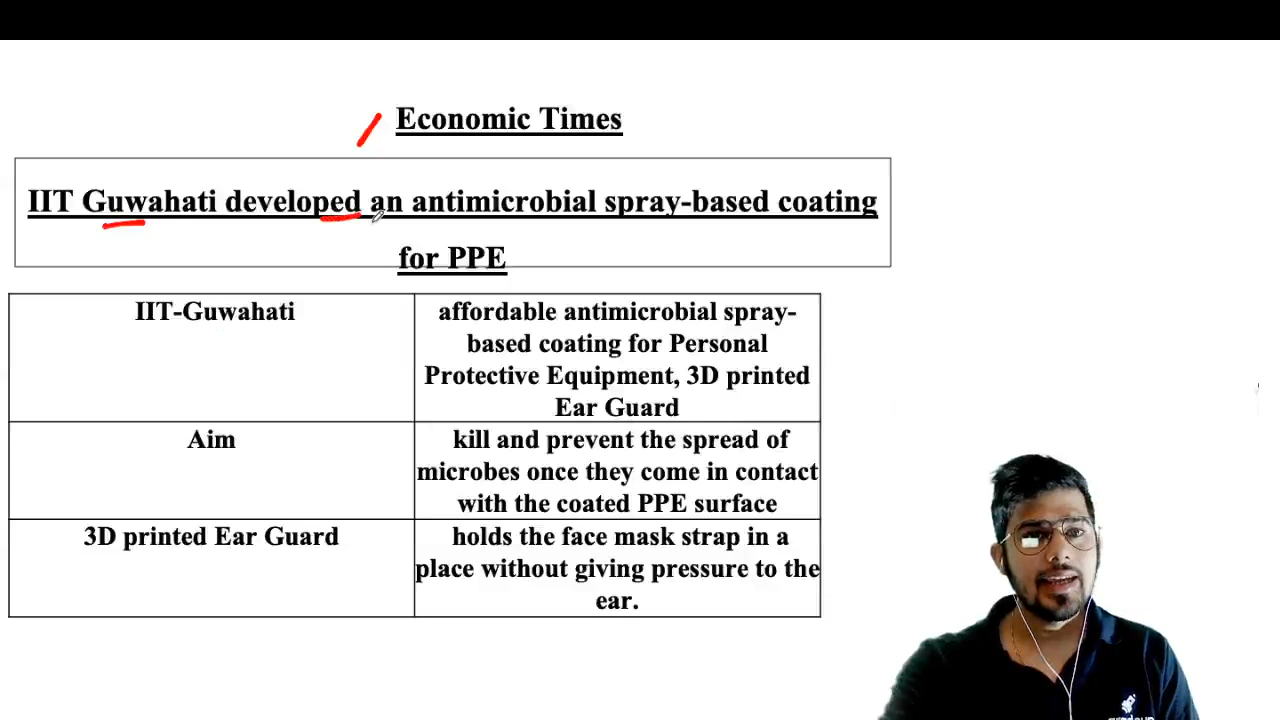 Economic Times
IIT Guwahati developed an antimicrobial spray-based coating
for PPE
IIT-Guwahati
affordable antimicrobial spray-
based coating for Personal
Protective Equipment, 3D printed
Ear Guard
Aim
kill and prevent the spread of
microbes once they come in contact
with the coated PPE surface
3D printed Ear Guard
holds the face mask strap in a
place without giving pressure to the
ear.